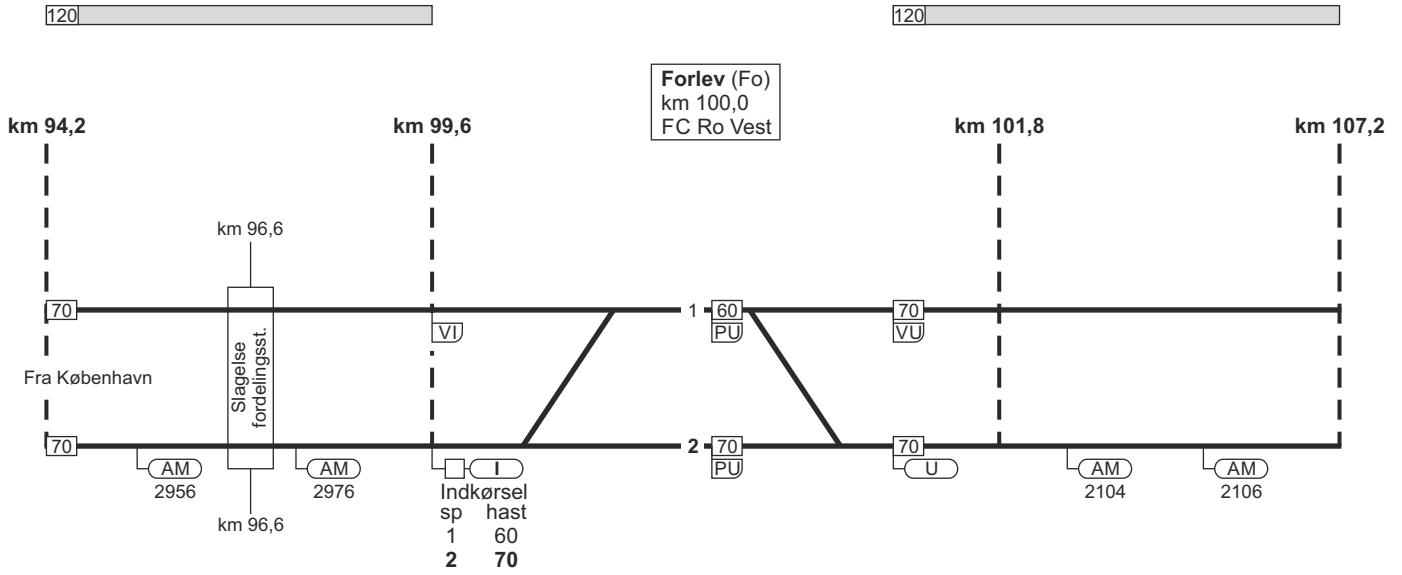 120
120
Forlev (Fo)
km 100,0
FC Ro Vest
km 94,2
km 99,6
km 101,8
km 107,2
km 96,6
70
1
60
70
VI
PU
VU
Slagelse
fordelingsst.
Fra København
70
2
70
70
AM
AM
I
PU
U
AM
AM
2956
2976
2104
2106
Indkørsel
sp hast
1 60
2 70
km 96,6